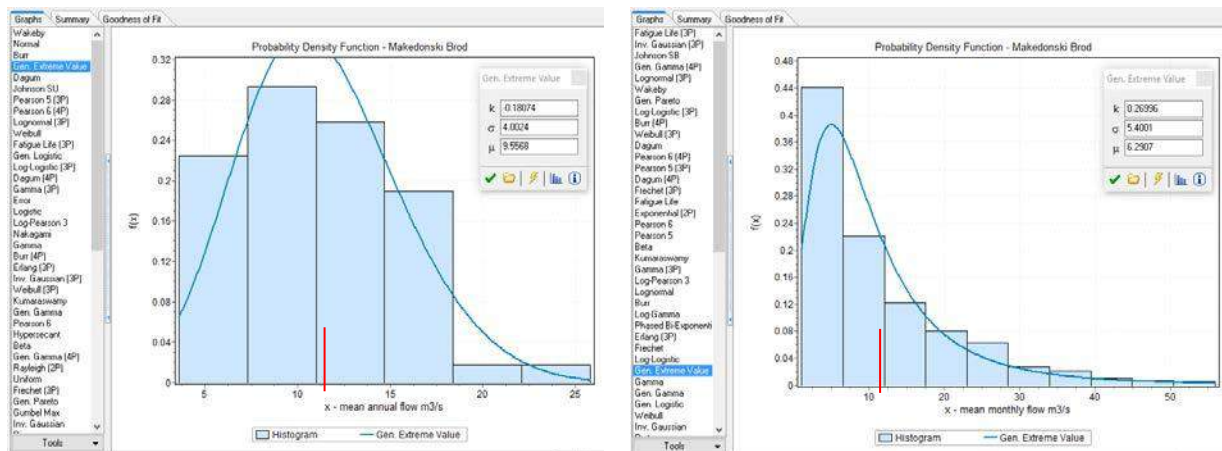 Graphs Summary Goodness of Fit
Wakeby
Normal
Burr
Gen. Extreme Value
Dagum
Johnson SU
Pearson 5 (3P)
Pearson 6 (4P)
Lognormal (3P)
Weibull
Fatigue Life (3P)
Gen. Logistic
Log-Logistic (3P)
Dagum (4P)
Gamma (3P)
Error
Logistic
Log-Pearson 3
Nakagami
Gamma
Burr (4P)
Erlang (3P)
Inv. Gaussian (3P)
Weibull (3P)
Kumaraswamy
Gen. Gamma
Pearson 6
Hypersecant
Beta
Gen. Gamma (4P)
Rayleigh (2P)
Uniform
Frechet (3P)
Gen. Pareto
Gumbel Max
Inv. Gaussian
Tools
Probability Density Function - Makedonski Brod
0.32
0.28
0.24
0.2
0.16
0.12
0.08
0.04
0
f(x)
5 10 15 20 25
x - mean annual flow m3/s
Histogram Gen. Extreme Value
Gen. Extreme Value
k -0.18074
σ 4.0024
μ 9.5568
Graphs Summary Goodness of Fit
Fatigue Life (3P)
Inv. Gaussian (3P)
Johnson SB
Gen. Gamma (4P)
Lognormal (3P)
Wakeby
Gen. Pareto
Log-Logistic (3P)
Burr (4P)
Weibull (3P)
Dagum
Pearson 6 (4P)
Pearson 5 (3P)
Dagum (4P)
Frechet (3P)
Fatigue Life
Exponential (2P)
Pearson 6
Pearson 5
Beta
Kumaraswamy
Gamma (3P)
Log-Pearson 3
Lognormal
Burr
Log-Gamma
Phased Bi-Exponenti
Erlang (3P)
Frechet
Log-Logistic
Gen. Extreme Value
Gamma
Gen. Gamma
Gen. Logistic
Weibull
Inv. Gaussian
Tools
Probability Density Function - Makedonski Brod
0.48
0.44
0.4
0.36
0.32
0.28
0.24
0.2
0.16
0.12
0.08
0.04
0
f(x)
10 20 30 40 50
x - mean monthly flow m3/s
Histogram Gen. Extreme Value
Gen. Extreme Value
k 0.26996
σ 5.4001
μ 6.2907